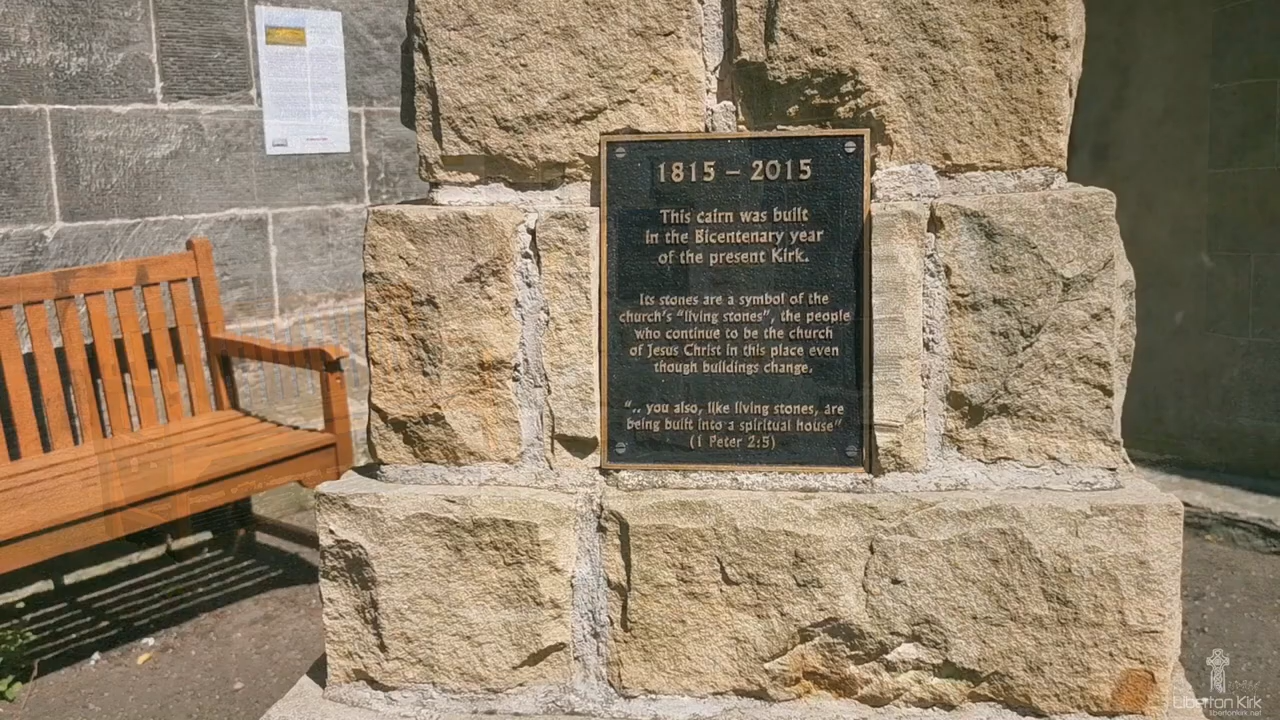 1815 – 2015
This cairn was built
in the Bicentenary year
of the present Kirk.
Its stones are a symbol of the
church's "living stones", the people
who continue to be the church
of Jesus Christ in this place even
though buildings change.
".. you also, like living stones, are
being built into a spiritual house"
(1 Peter 2:5)
Liberton Kirk
libertonkirk.net